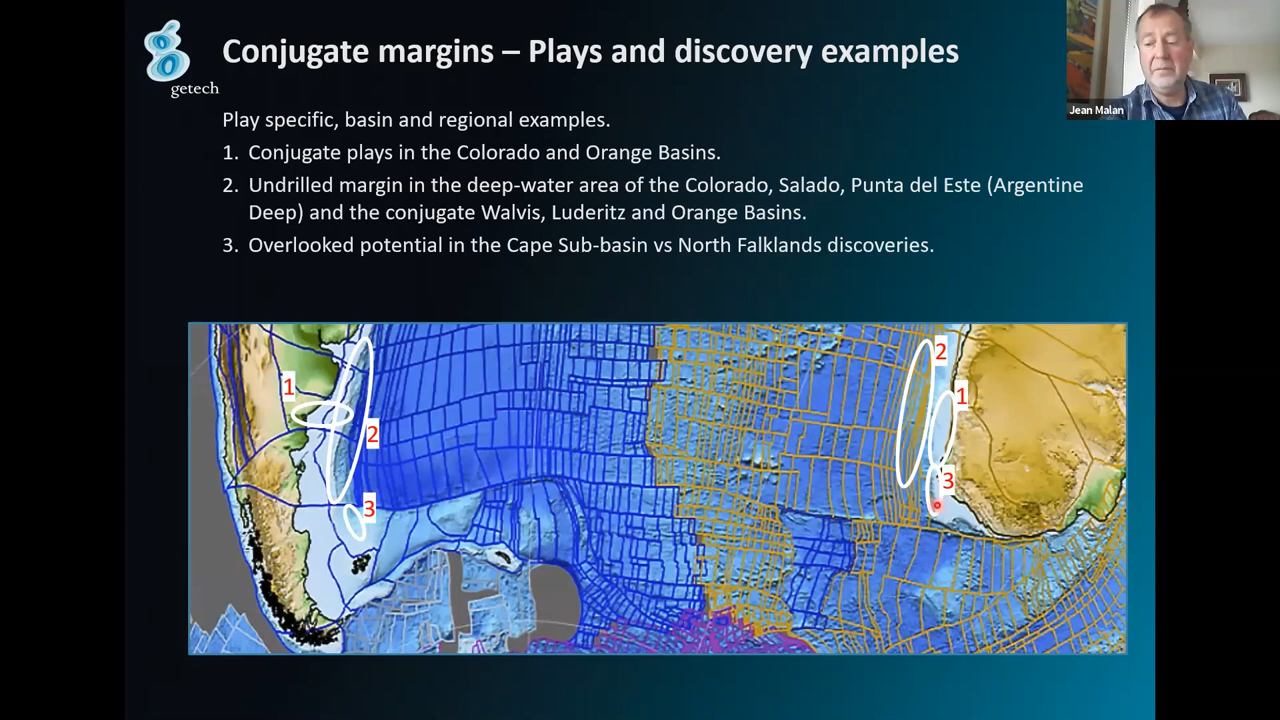 getech
Conjugate margins – Plays and discovery examples
Jean Malan
Play specific, basin and regional examples.
1. Conjugate plays in the Colorado and Orange Basins.
2. Undrilled margin in the deep-water area of the Colorado, Salado, Punta del Este (Argentine
Deep) and the conjugate Walvis, Luderitz and Orange Basins.
3. Overlooked potential in the Cape Sub-basin vs North Falklands discoveries.
1
2
3
2
1
3